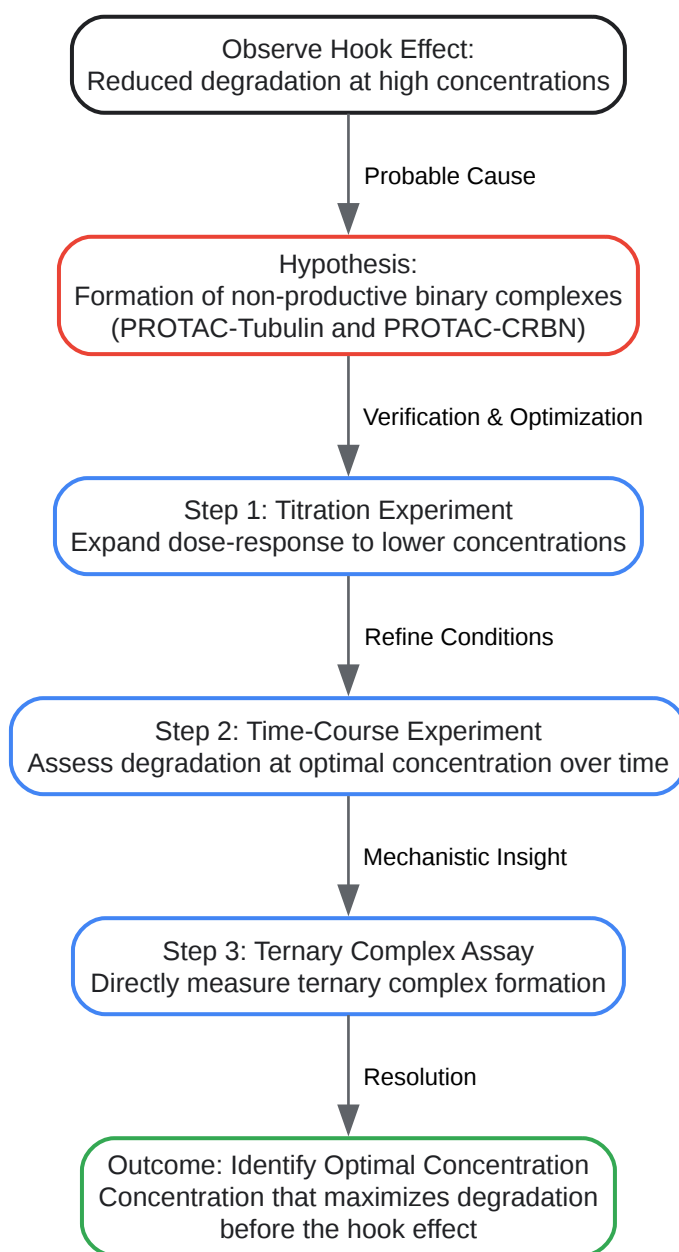 Observe Hook Effect:
Reduced degradation at high concentrations
Probable Cause
Hypothesis:
Formation of non-productive binary complexes
(PROTAC-Tubulin and PROTAC-CRBN)
Verification & Optimization
Step 1: Titration Experiment
Expand dose-response to lower concentrations
Refine Conditions
Step 2: Time-Course Experiment
Assess degradation at optimal concentration over time
Mechanistic Insight
Step 3: Ternary Complex Assay
Directly measure ternary complex formation
Resolution
Outcome: Identify Optimal Concentration
Concentration that maximizes degradation
before the hook effect